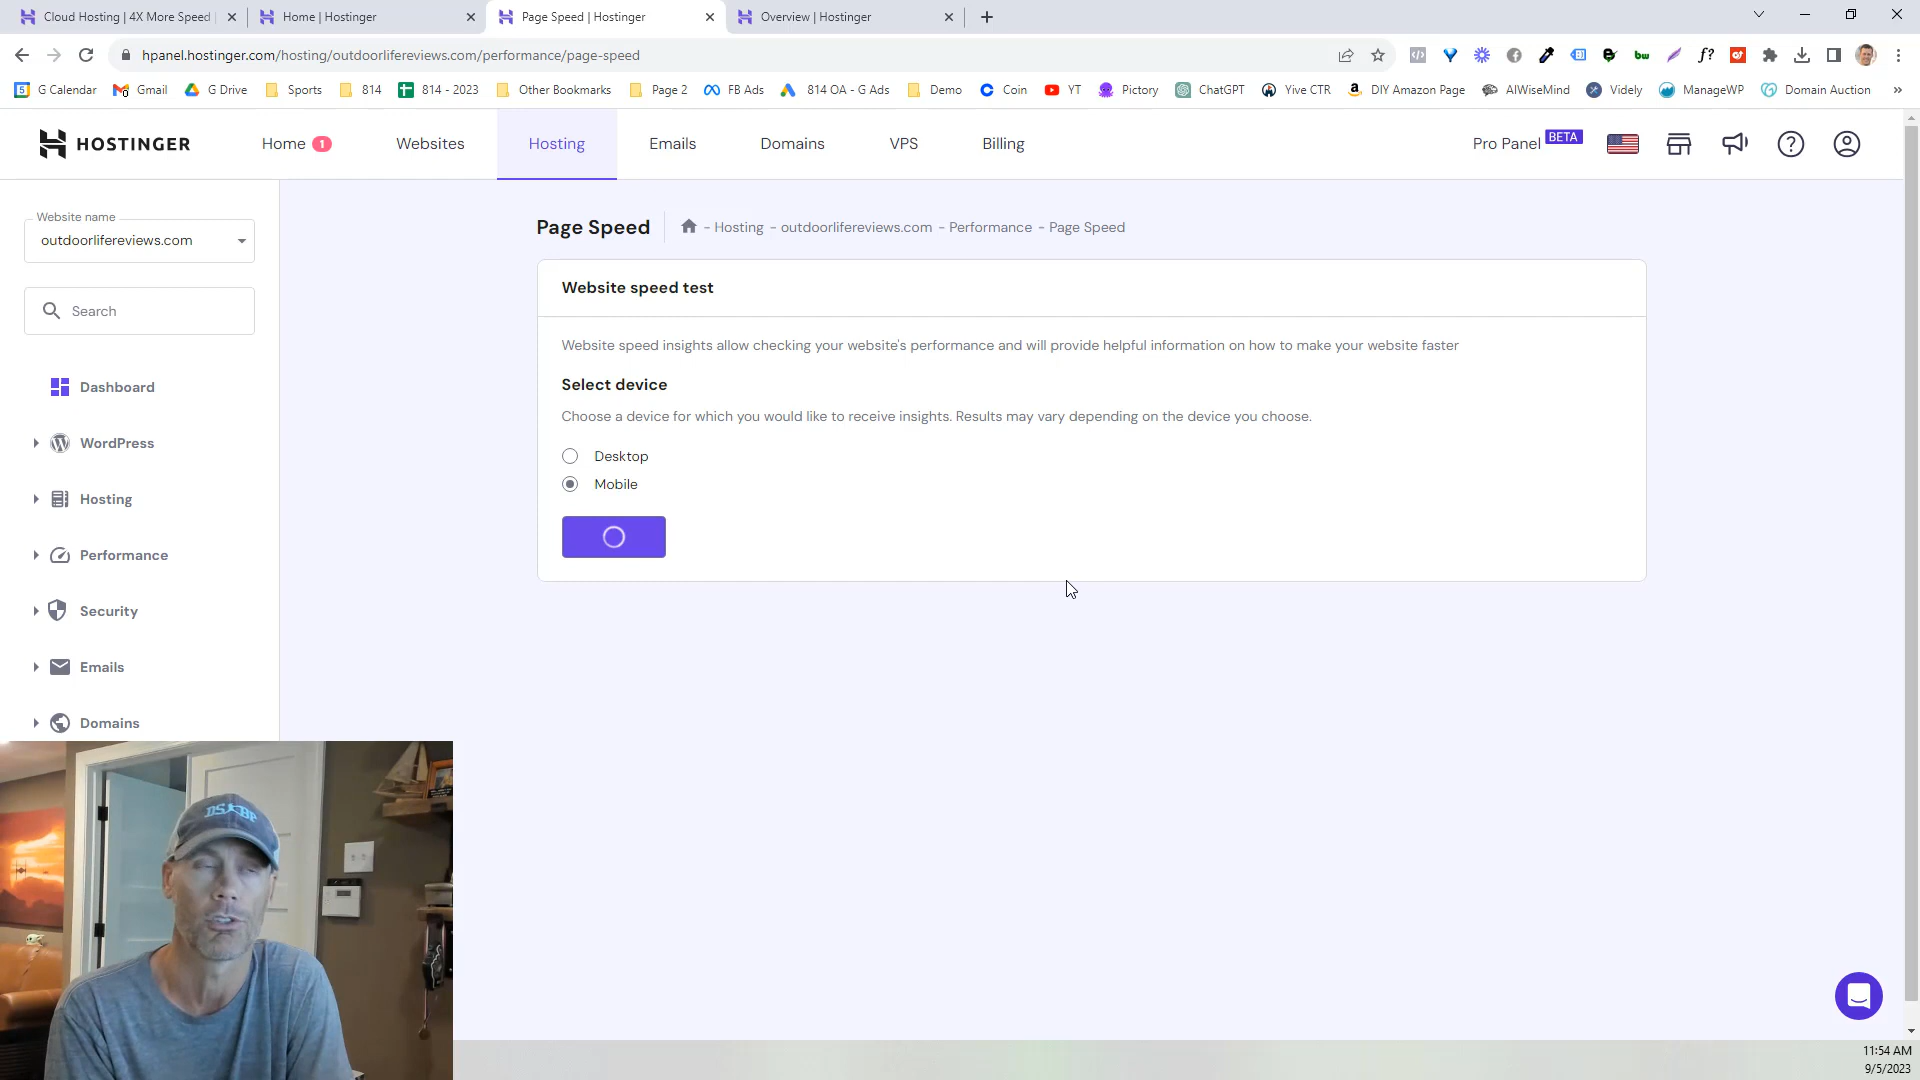 Cloud Hosting | 4X More Speed
Home | Hostinger
Page Speed | Hostinger
Overview | Hostinger
hpanel.hostinger.com/hosting/outdoorlifereviews.com/performance/page-speed
G Calendar
Gmail
G Drive
Sports
814
814 - 2023
Other Bookmarks
Page 2
FB Ads
814 OA - G Ads
Demo
Coin
YT
Pictory
ChatGPT
Yive CTR
DIY Amazon Page
AIWiseMind
Videly
ManageWP
Domain Auction
HOSTINGER
Home 1
Websites
Hosting
Emails
Domains
VPS
Billing
Pro Panel BETA
Website name
outdoorlifereviews.com
Search
Dashboard
WordPress
Hosting
Performance
Security
Emails
Domains
Page Speed
- Hosting - outdoorlifereviews.com - Performance - Page Speed
Website speed test
Website speed insights allow checking your website's performance and will provide helpful information on how to make your website faster
Select device
Choose a device for which you would like to receive insights. Results may vary depending on the device you choose.
Desktop
Mobile
DS BP
11:54 AM
9/5/2023